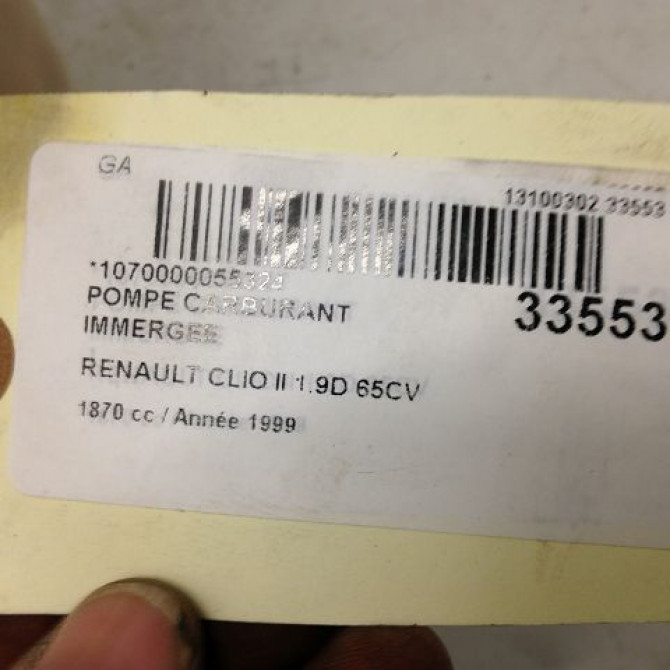 GA
13100302 33553
*1070000055324
33553
POMPE CARBURANT
IMMERGEE
RENAULT CLIO II 1.9D 65CV
1870 cc / Année 1999